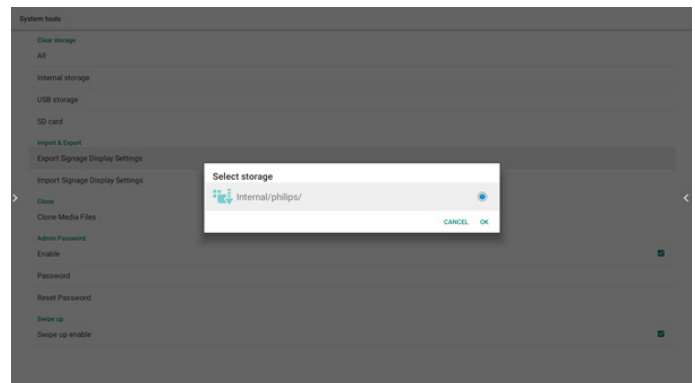 System tools
Clear storage
All
Internal storage
USB storage
SD card
Import & Export
Export Signage Display Settings
Import Signage Display Settings
Clone
Clone Media Files
Admin Password
Enable
Password
Reset Password
Swipe up
Swipe up enable
Select storage
Internal/philips/
CANCEL OK